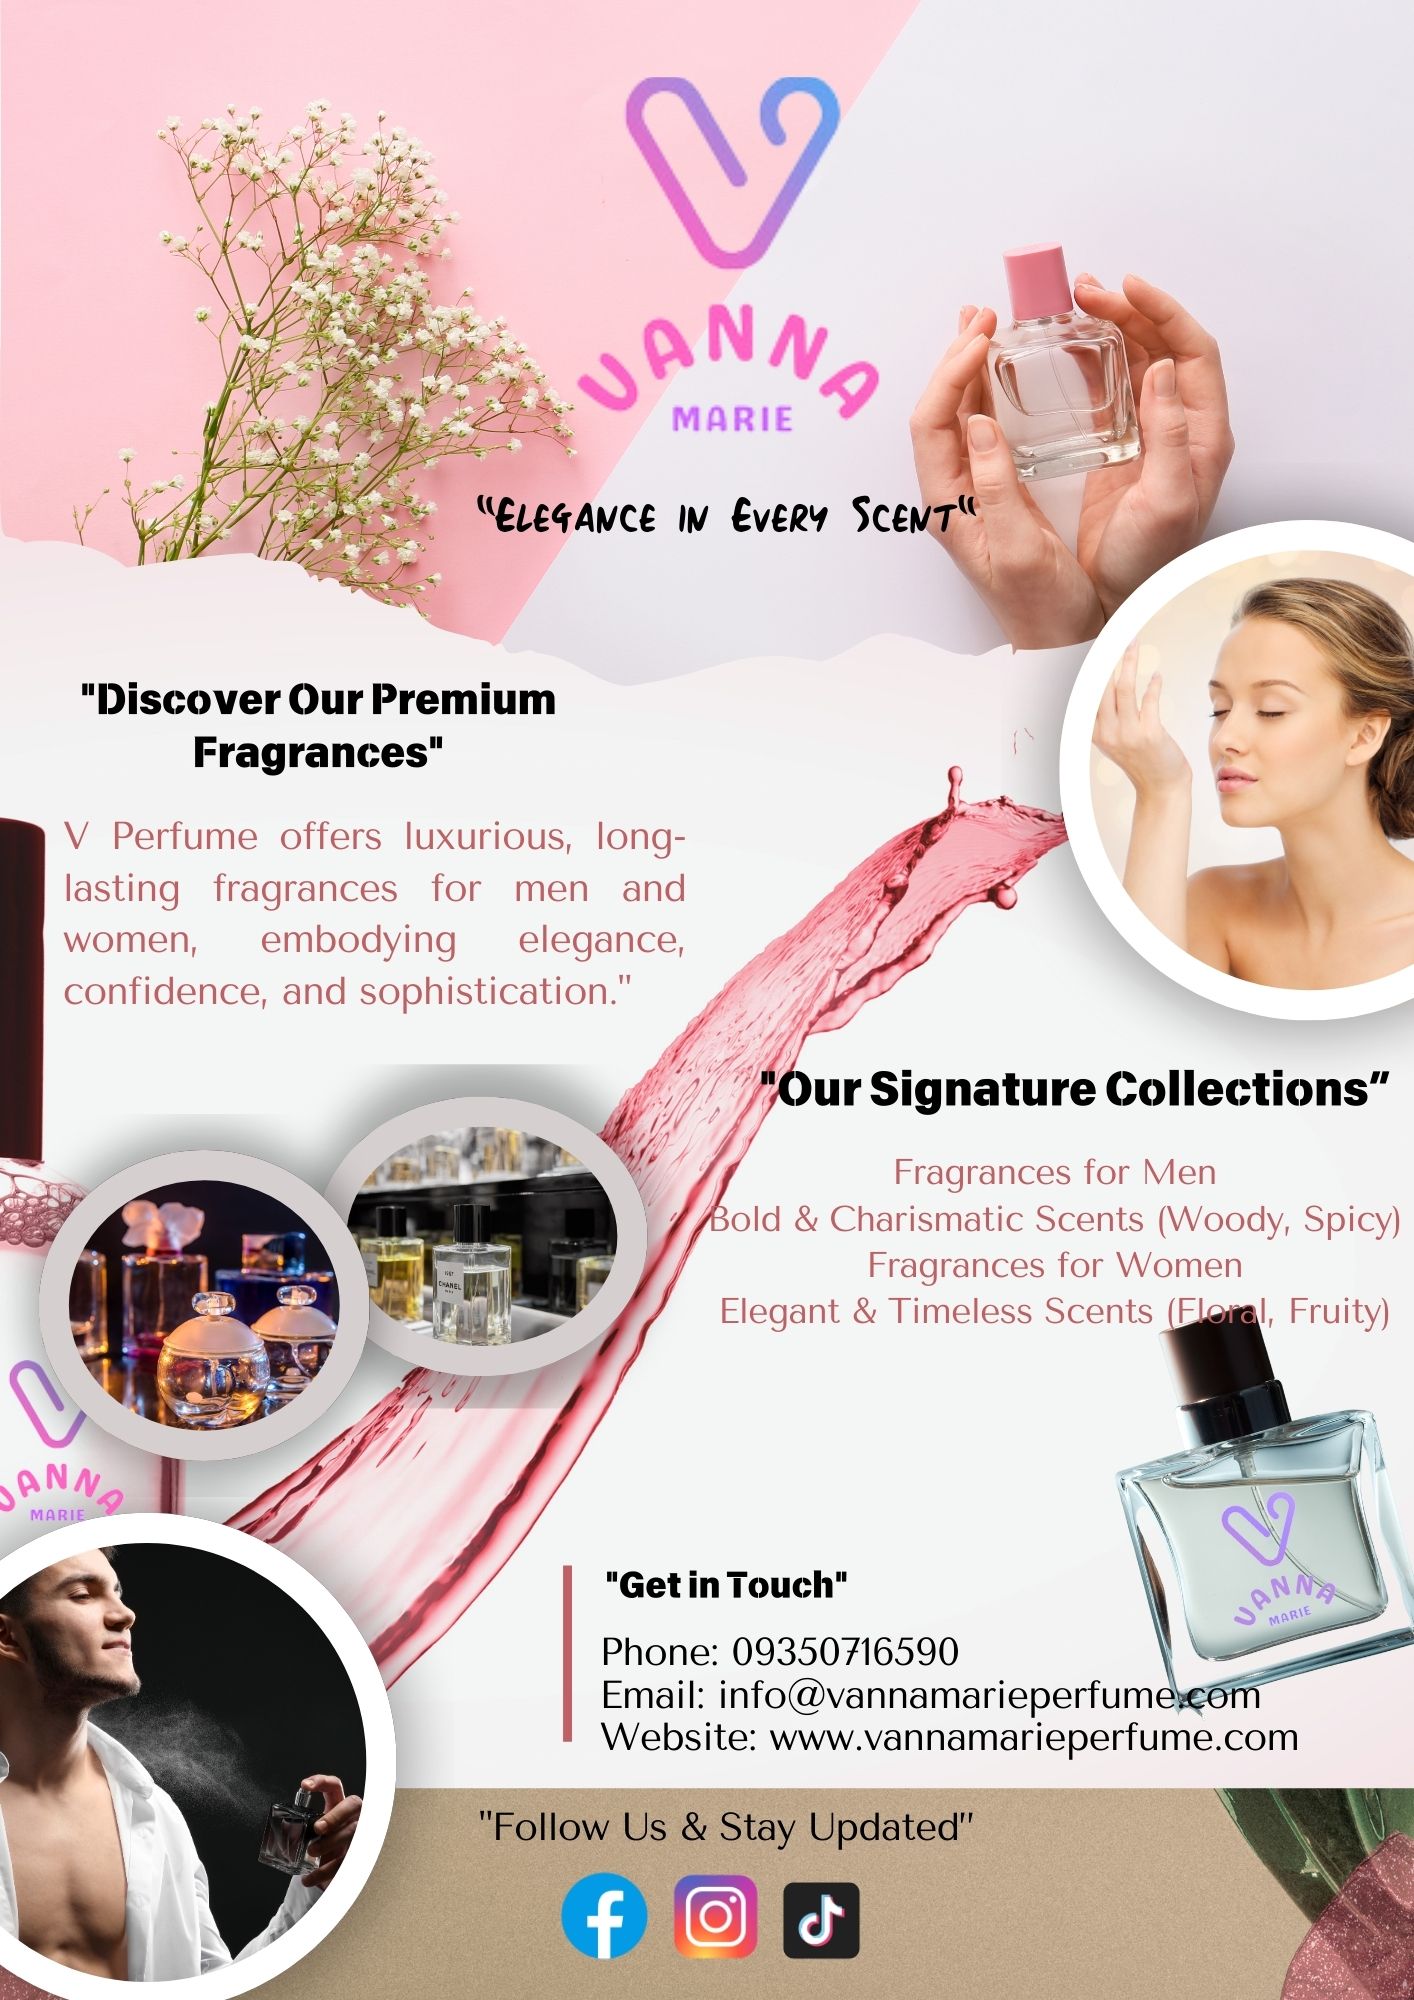 VANNA
MARIE
“Elegance in Every Scent“
"Discover Our Premium
Fragrances"
V Perfume offers luxurious, long-
lasting fragrances for men and
women, embodying elegance,
confidence, and sophistication."
"Our Signature Collections”
Fragrances for Men
Bold & Charismatic Scents (Woody, Spicy)
Fragrances for Women
Elegant & Timeless Scents (Floral, Fruity)
CHANEL
VANNA
MARIE
VANNA
MARIE
"Get in Touch"
Phone: 09350716590
Email: info@vannamarieperfume.com
Website: www.vannamarieperfume.com
"Follow Us & Stay Updated”